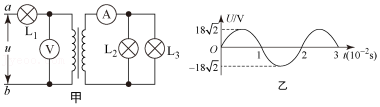 a
L₁
u
V
b
A
L₂
L₃
甲
U/V
18√2
O
-18√2
1
2
3
t(10⁻²s)
乙